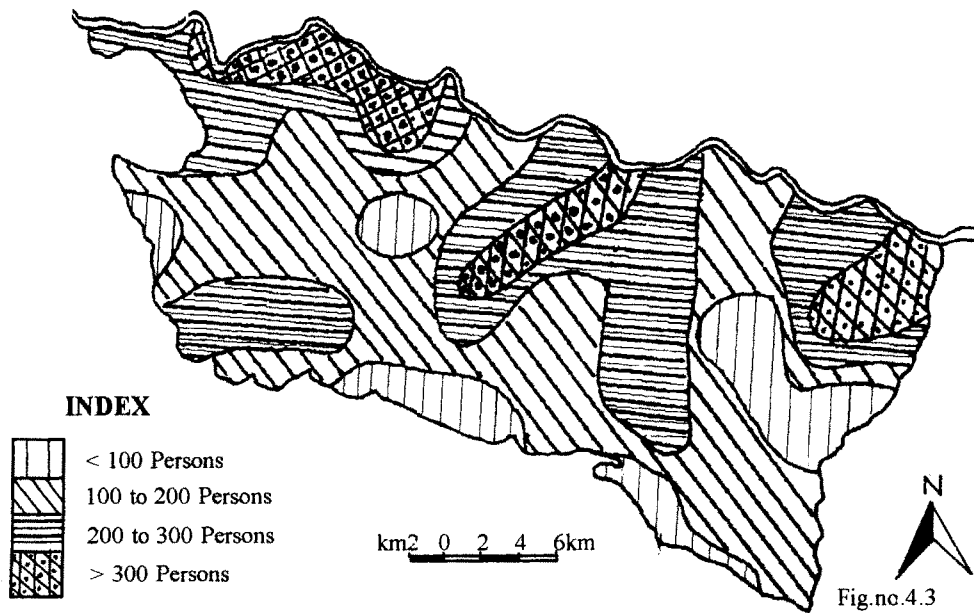 INDEX
< 100 Persons
100 to 200 Persons
200 to 300 Persons
> 300 Persons
km2 0 2 4 6km
N
Fig.no.4.3